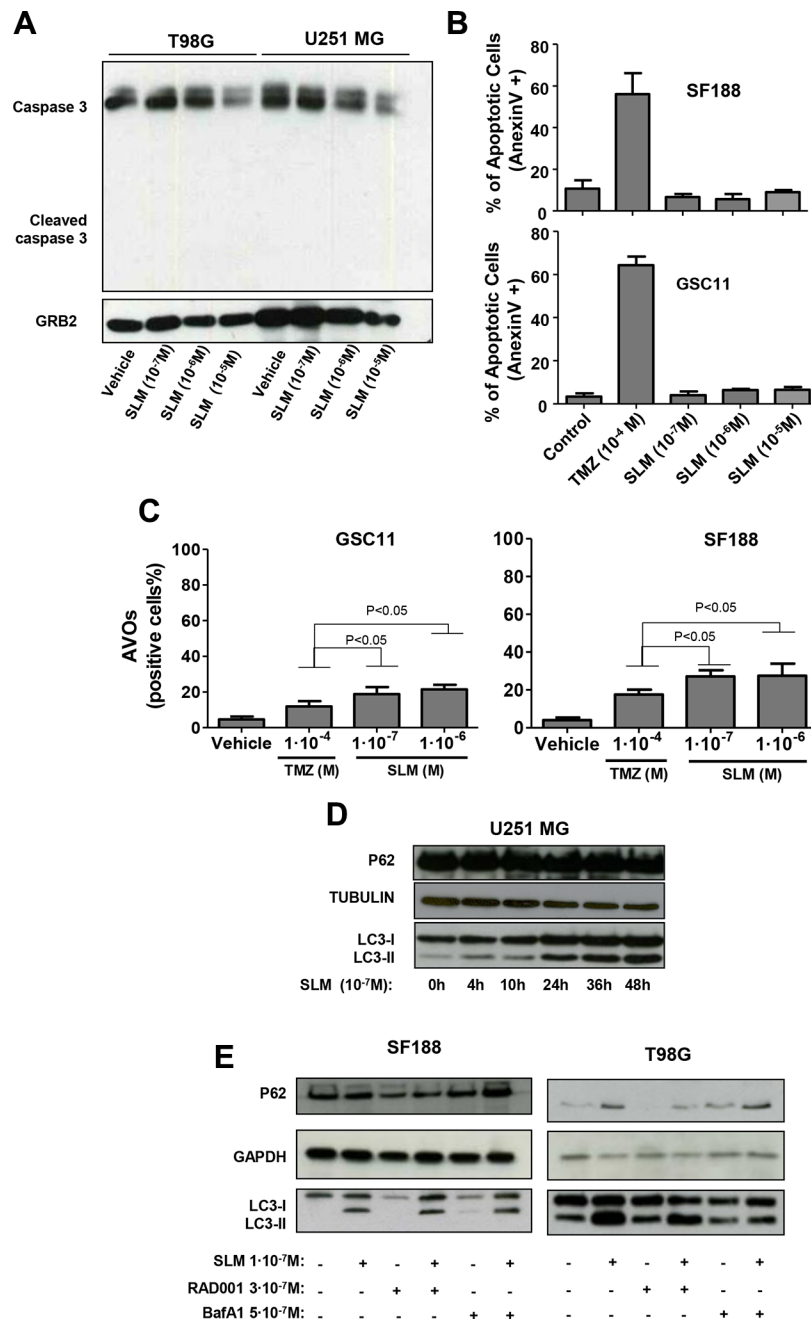 A
T98G U251 MG
Caspase 3
Cleaved
caspase 3
GRB2
Vehicle
SLM (10-7M)
SLM (10-6M)
SLM (10-5M)
Vehicle
SLM (10-7M)
SLM (10-6M)
SLM (10-5M)
B
SF188
% of Apoptotic Cells
(AnexinV +)
80
60
40
20
0
GSC11
% of Apoptotic Cells
(AnexinV +)
80
60
40
20
0
Control
TMZ (10-4 M)
SLM (10-7M)
SLM (10-6M)
SLM (10-5M)
C
GSC11
AVOs
(positive cells%)
100
80
60
40
20
0
P<0.05
P<0.05
Vehicle 1·10-4 1·10-7 1·10-6
TMZ (M) SLM (M)
SF188
100
80
60
40
20
0
P<0.05
P<0.05
Vehicle 1·10-4 1·10-7 1·10-6
TMZ (M) SLM (M)
D
U251 MG
P62
TUBULIN
LC3-I
LC3-II
SLM (10-7M): 0h 4h 10h 24h 36h 48h
E
SF188 T98G
P62
GAPDH
LC3-I
LC3-II
SLM 1·10-7M: - + - + - + - + - + - +
RAD001 3·10-7M: - - + + - - - - + + - -
BafA1 5·10-7M: - - - - + + - - - - + +